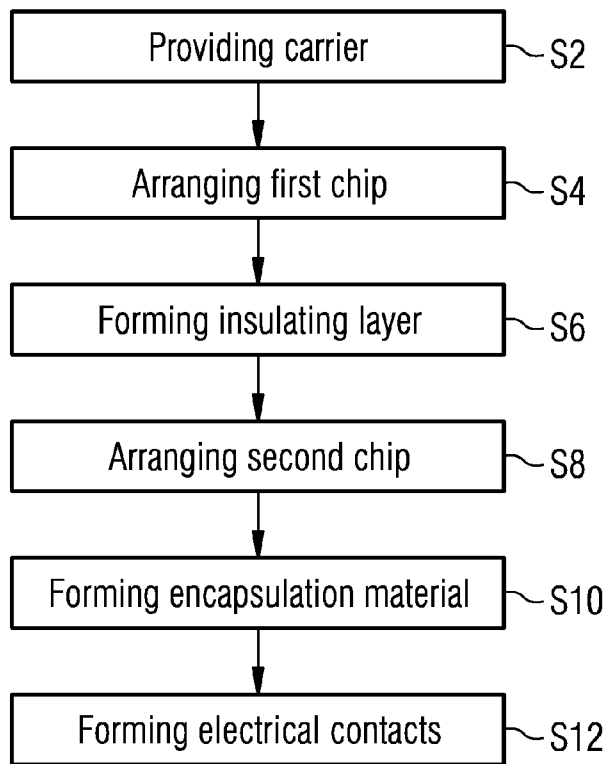 Providing carrier S2
Arranging first chip S4
Forming insulating layer S6
Arranging second chip S8
Forming encapsulation material S10
Forming electrical contacts S12